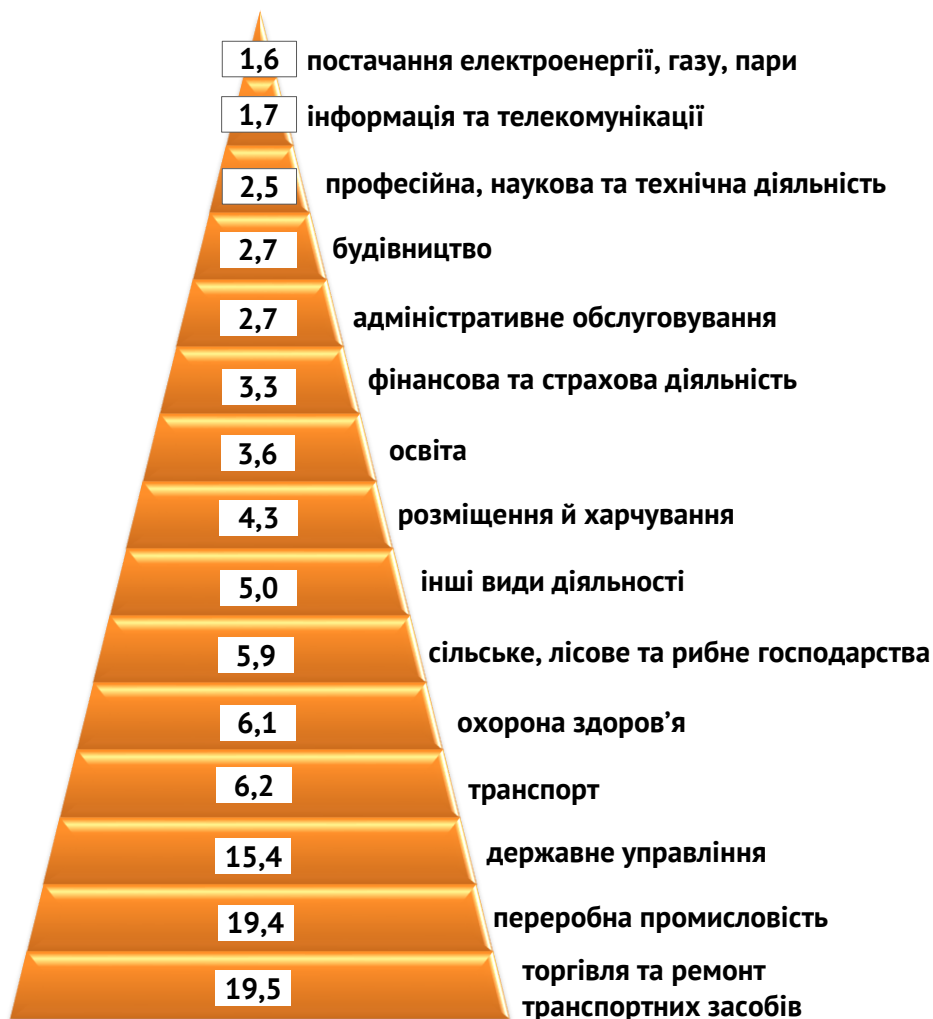 1,6 постачання електроенергії, газу, пари
1,7 інформація та телекомунікації
2,5 професійна, наукова та технічна діяльність
2,7 будівництво
2,7 адміністративне обслуговування
3,3 фінансова та страхова діяльність
3,6 освіта
4,3 розміщення й харчування
5,0 інші види діяльності
5,9 сільське, лісове та рибне господарства
6,1 охорона здоров’я
6,2 транспорт
15,4 державне управління
19,4 переробна промисловість
19,5 торгівля та ремонт
транспортних засобів